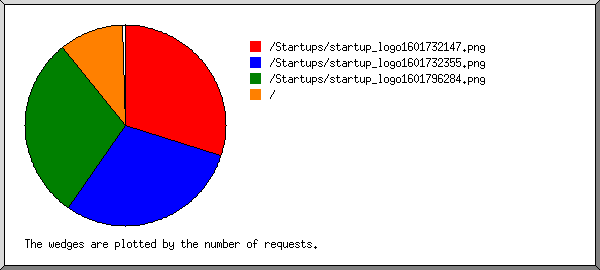 /Startups/startup_logo1601732147.png
/Startups/startup_logo1601732355.png
/Startups/startup_logo1601796284.png
/
The wedges are plotted by the number of requests.